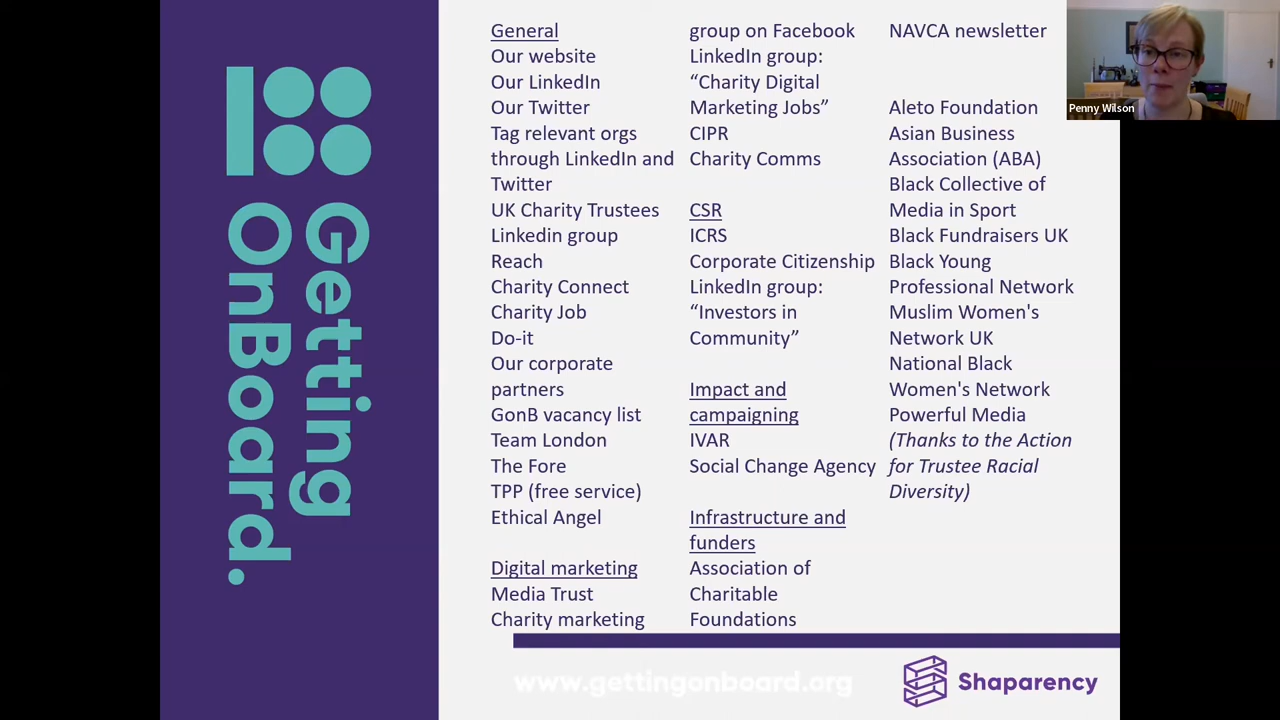 Getting
OnBoard.
General
Our website
Our LinkedIn
Our Twitter
Tag relevant orgs
through LinkedIn and
Twitter
UK Charity Trustees
Linkedin group
Reach
Charity Connect
Charity Job
Do-it
Our corporate
partners
GonB vacancy list
Team London
The Fore
TPP (free service)
Ethical Angel
Digital marketing
Media Trust
Charity marketing
group on Facebook
LinkedIn group:
“Charity Digital
Marketing Jobs”
CIPR
Charity Comms
CSR
ICRS
Corporate Citizenship
LinkedIn group:
“Investors in
Community”
Impact and
campaigning
IVAR
Social Change Agency
Infrastructure and
funders
Association of
Charitable
Foundations
NAVCA newsletter
Aleto Foundation
Asian Business
Association (ABA)
Black Collective of
Media in Sport
Black Fundraisers UK
Black Young
Professional Network
Muslim Women's
Network UK
National Black
Women's Network
Powerful Media
(Thanks to the Action
for Trustee Racial
Diversity)
Penny Wilson
www.gettingonboard.org
Shaparency